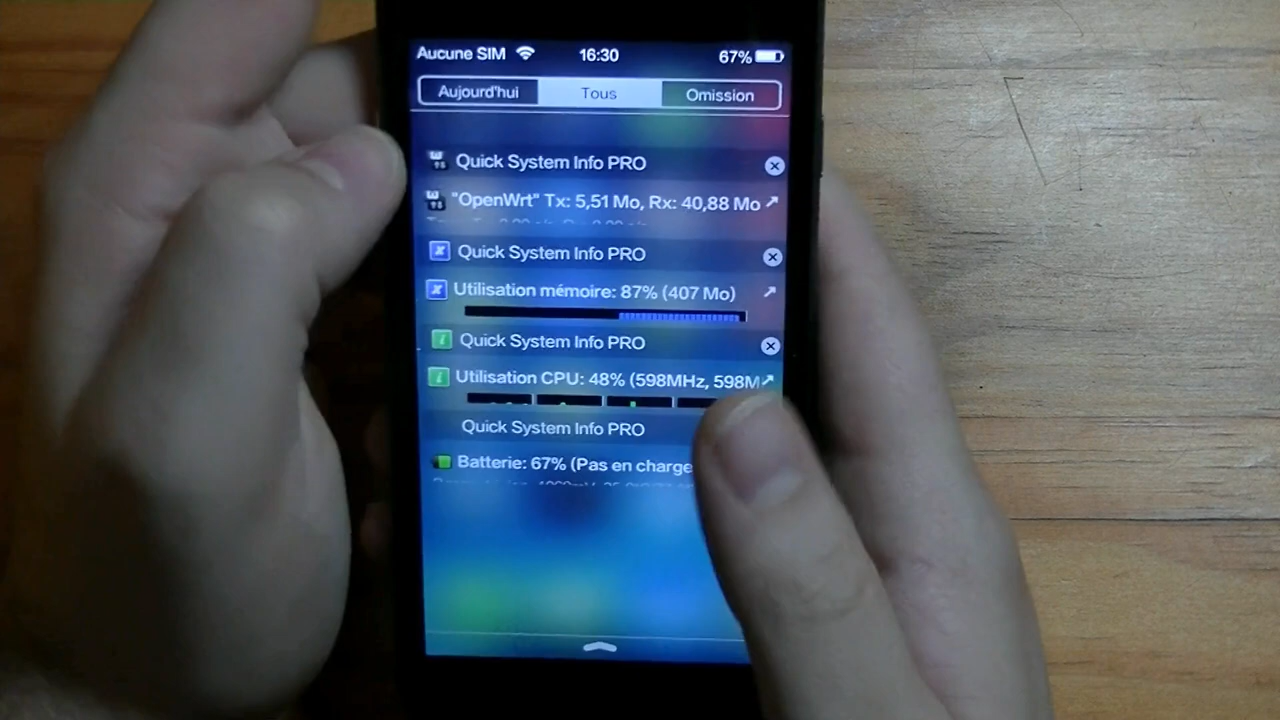 Aucune SIM 16:30 67%
Aujourd'hui Tous Omission
Quick System Info PRO
"OpenWrt" Tx: 5,51 Mo, Rx: 40,88 Mo
Quick System Info PRO
Utilisation mémoire: 87% (407 Mo)
Quick System Info PRO
Utilisation CPU: 48% (598MHz, 598M
Quick System Info PRO
Batterie: 67% (Pas en charge